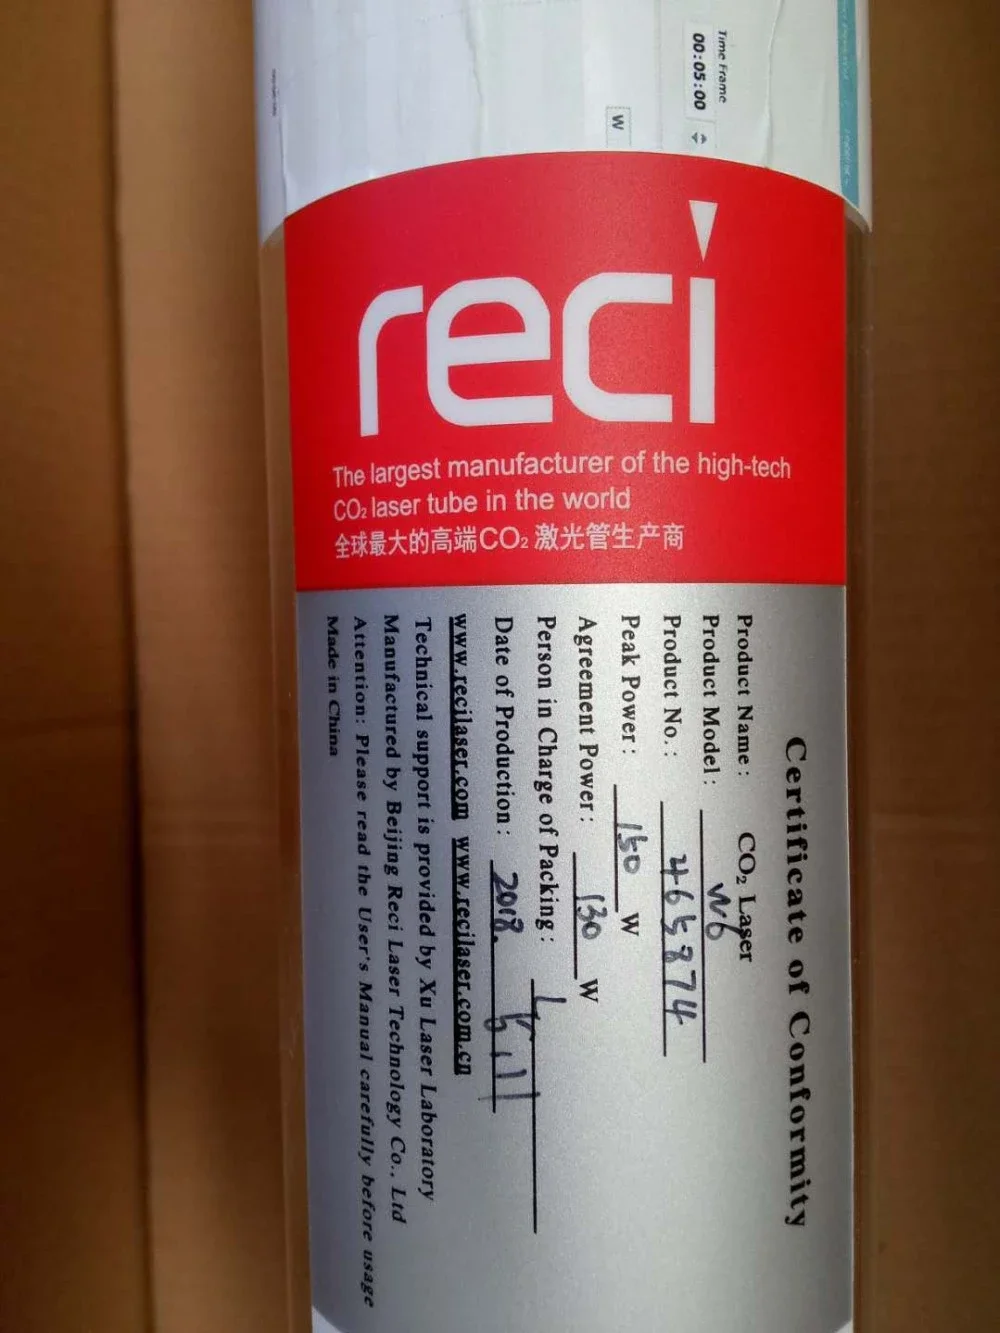 Time Frame
00:05:00
W
reci
The largest manufacturer of the high-tech
CO₂ laser tube in the world
全球最大的高端CO₂ 激光管生产商
Certificate of Conformity
Product Name: CO₂ Laser
Product Model: W6
Product No.: 4658874
Peak Power: 150 W
Agreement Power: 130 W
Person in Charge of Packing:
Date of Production: 2018. 5.11
www.recilaser.com www.recilaser.com.cn
Technical support is provided by Xu Laser Laboratory
Manufactured by Beijing Reci Laser Technology Co., Ltd
Attention: Please read the User's Manual carefully before usage
Made in China